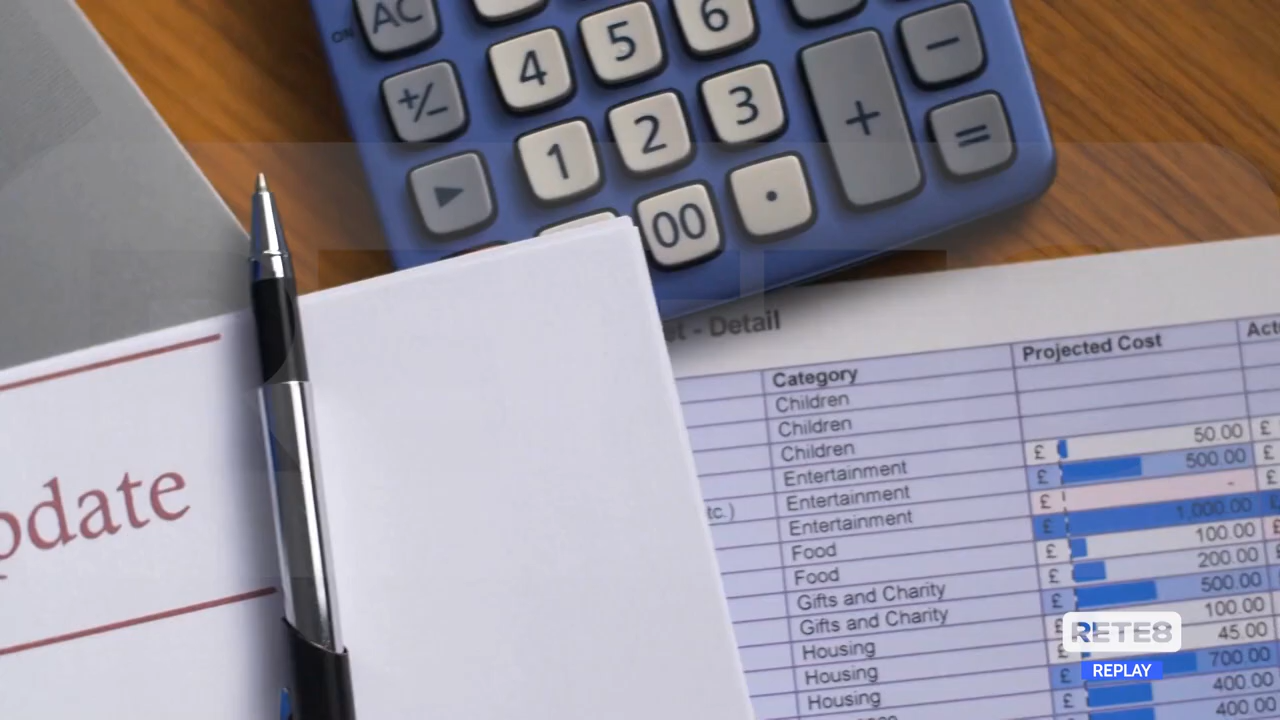 ON
AC
5
6
4
+/-
3
−
2
+
1
=
00
.
- Detail
Category
Projected Cost
Children
Children
Children
£ 50.00 £
Entertainment
£ 500.00 £
Entertainment
£ - £
tc.)
Entertainment
£ 1,000.00 £
Food
£ 100.00
Food
£ 200.00
Gifts and Charity
£ 500.00
Gifts and Charity
£ 100.00
Housing
£ 45.00
Housing
£ 700.00
Housing
£ 400.00
400.00
pdate
RETE8
REPLAY